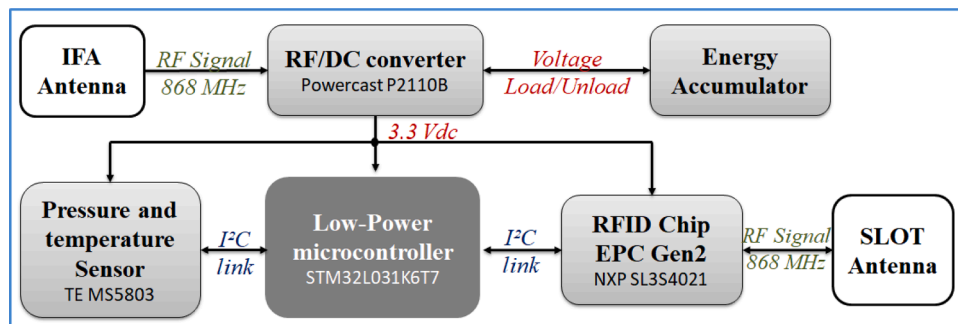 IFA
Antenna
RF Signal
868 MHz
RF/DC converter
Powercast P2110B
Voltage
Load/Unload
Energy
Accumulator
3.3 Vdc
Pressure and
temperature
Sensor
TE MS5803
I²C
link
Low-Power
microcontroller
STM32L031K6T7
I²C
link
RFID Chip
EPC Gen2
NXP SL3S4021
RF Signal
868 MHz
SLOT
Antenna